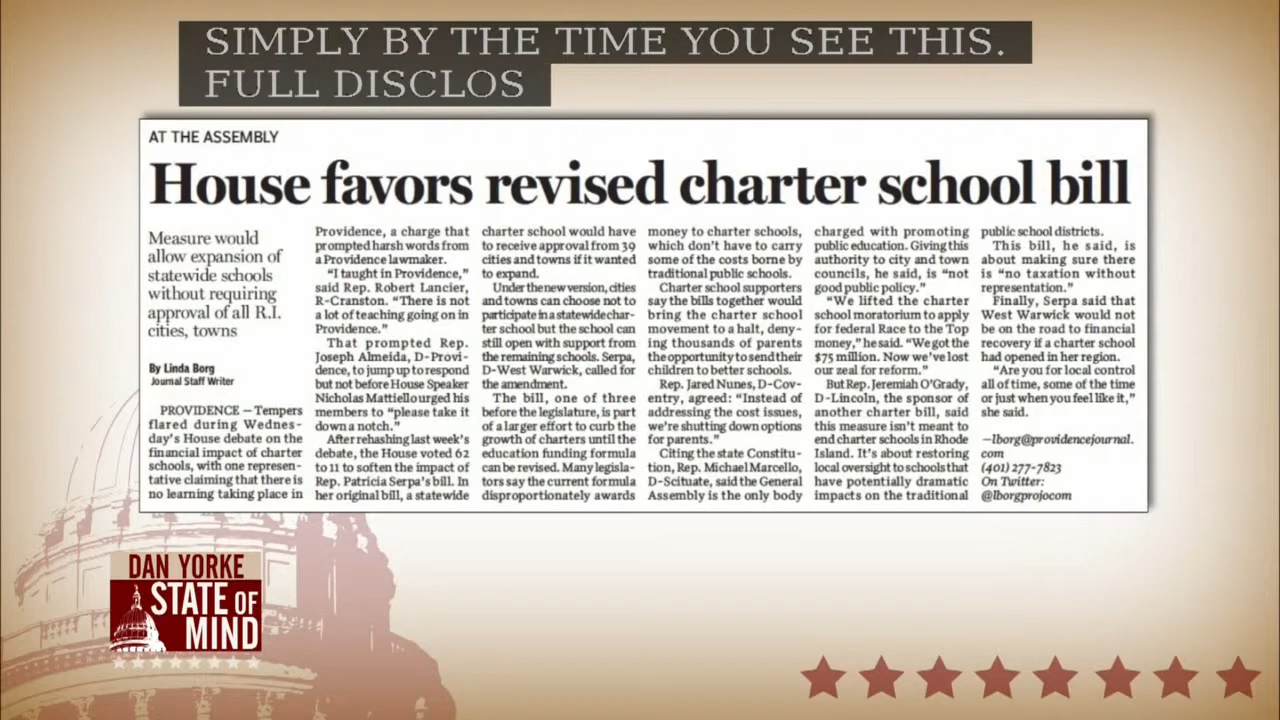 SIMPLY BY THE TIME YOU SEE THIS.
FULL DISCLOS
AT THE ASSEMBLY
House favors revised charter school bill
Measure would
allow expansion of
statewide schools
without requiring
approval of all R.I.
cities, towns
By Linda Borg
Journal Staff Writer
PROVIDENCE — Tempers
flared during Wednes-
day's House debate on the
financial impact of charter
schools, with one represen-
tative claiming that there is
no learning taking place in
Providence, a charge that
prompted harsh words from
a Providence lawmaker.
"I taught in Providence,"
said Rep. Robert Lancier,
R-Cranston. "There is not
a lot of teaching going on in
Providence."
That prompted Rep.
Joseph Almeida, D-Provi-
dence, to jump up to respond
but not before House Speaker
Nicholas Mattiello urged his
members to "please take it
down a notch."
After rehashing last week's
debate, the House voted 62
to 11 to soften the impact of
Rep. Patricia Serpa's bill. In
her original bill, a statewide
charter school would have
to receive approval from 39
cities and towns if it wanted
to expand.
Under the new version, cities
and towns can choose not to
participate in a statewide char-
ter school but the school can
still open with support from
the remaining schools. Serpa,
D-West Warwick, called for
the amendment.
The bill, one of three
before the legislature, is part
of a larger effort to curb the
growth of charters until the
education funding formula
can be revised. Many legisla-
tors say the current formula
disproportionately awards
money to charter schools,
which don't have to carry
some of the costs borne by
traditional public schools.
Charter school supporters
say the bills together would
bring the charter school
movement to a halt, deny-
ing thousands of parents
the opportunity to send their
children to better schools.
Rep. Jared Nunes, D-Cov-
entry, agreed: "Instead of
addressing the cost issues,
we're shutting down options
for parents."
Citing the state Constitu-
tion, Rep. Michael Marcello,
D-Scituate, said the General
Assembly is the only body
charged with promoting
public education. Giving this
authority to city and town
councils, he said, is "not
good public policy."
"We lifted the charter
school moratorium to apply
for federal Race to the Top
money," he said. "We got the
$75 million. Now we've lost
our zeal for reform."
But Rep. Jeremiah O'Grady,
D-Lincoln, the sponsor of
another charter bill, said
this measure isn't meant to
end charter schools in Rhode
Island. It's about restoring
local oversight to schools that
have potentially dramatic
impacts on the traditional
public school districts.
This bill, he said, is
about making sure there
is "no taxation without
representation."
Finally, Serpa said that
West Warwick would not
be on the road to financial
recovery if a charter school
had opened in her region.
"Are you for local control
all of time, some of the time
or just when you feel like it,"
she said.
—lborg@providencejournal.
com
(401) 277-7823
On Twitter:
@lborgprojocom
DAN YORKE
STATE OF
MIND